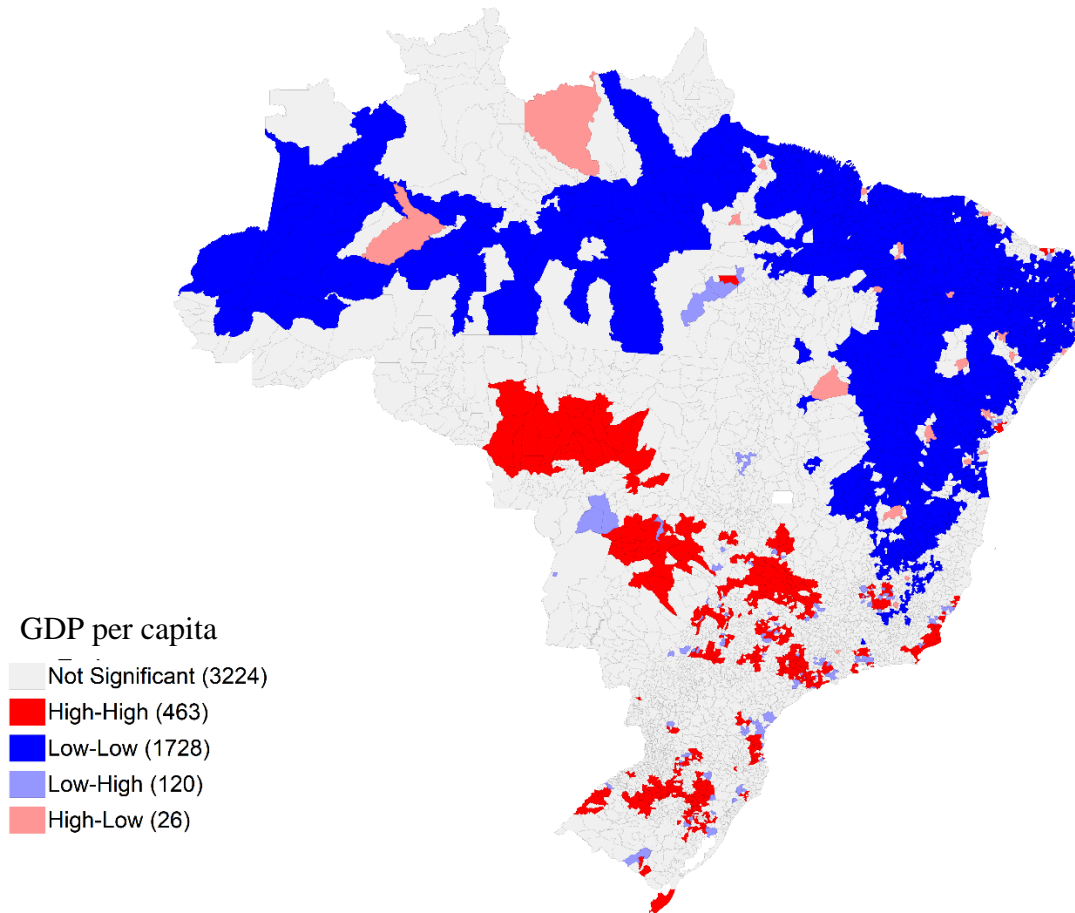 GDP per capita
Not Significant (3224)
High-High (463)
Low-Low (1728)
Low-High (120)
High-Low (26)